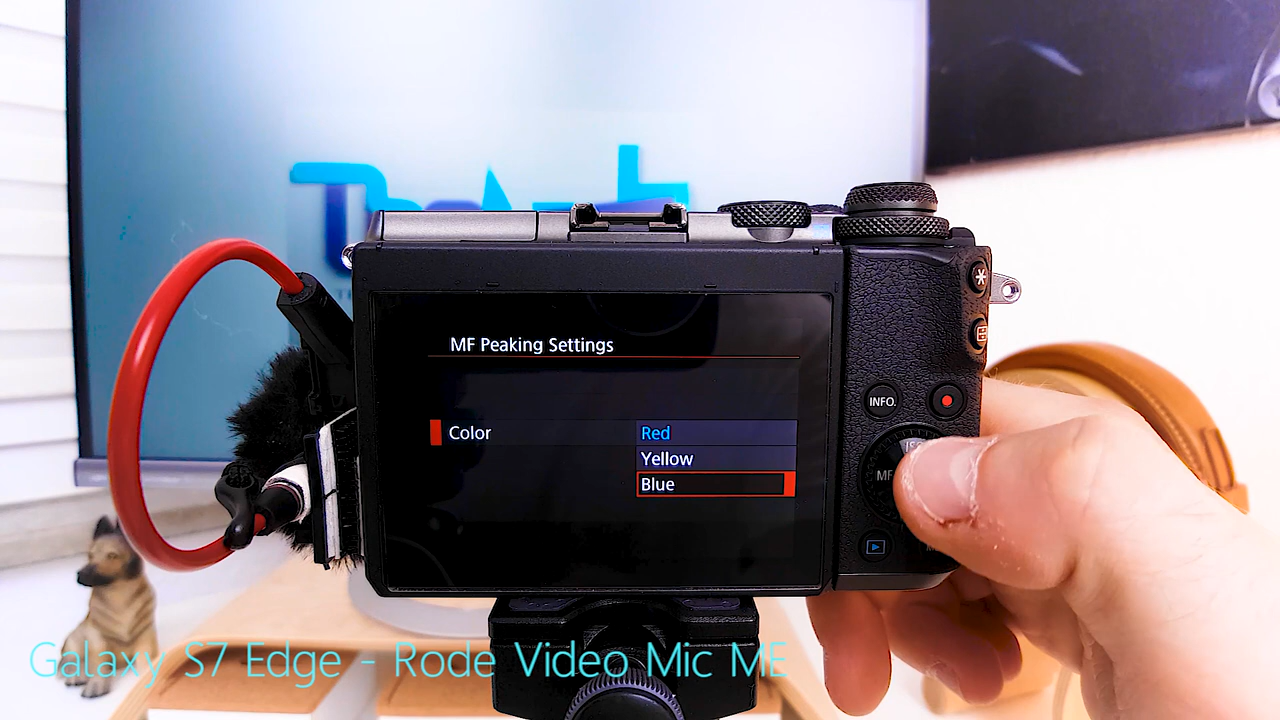 MF Peaking Settings
Color
Red
Yellow
Blue
INFO.
MF
Galaxy S7 Edge - Rode Video Mic ME